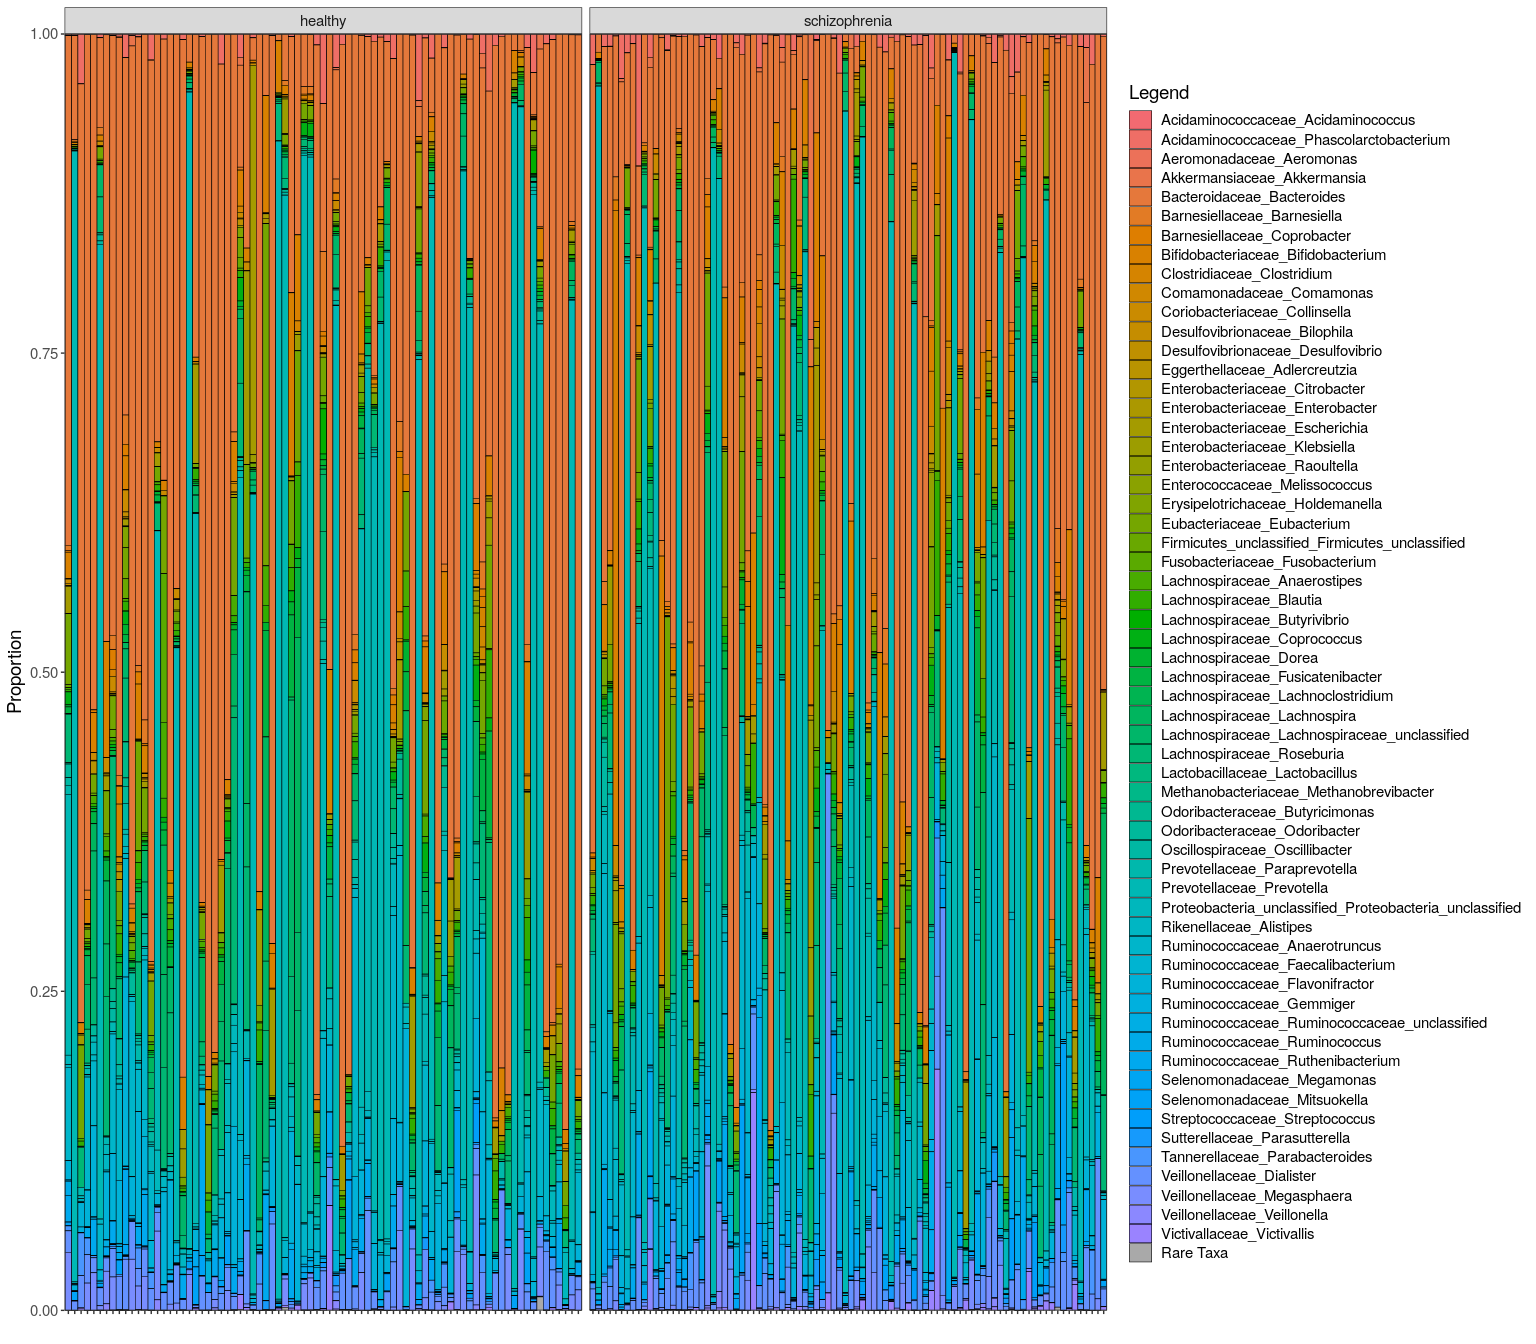 healthy
schizophrenia
1.00
0.75
0.50
0.25
0.00
Proportion
Legend
Acidaminococcaceae_Acidaminococcus
Acidaminococcaceae_Phascolarctobacterium
Aeromonadaceae_Aeromonas
Akkermansiaceae_Akkermansia
Bacteroidaceae_Bacteroides
Barnesiellaceae_Barnesiella
Barnesiellaceae_Coprobacter
Bifidobacteriaceae_Bifidobacterium
Clostridiaceae_Clostridium
Comamonadaceae_Comamonas
Coriobacteriaceae_Collinsella
Desulfovibrionaceae_Bilophila
Desulfovibrionaceae_Desulfovibrio
Eggerthellaceae_Adlercreutzia
Enterobacteriaceae_Citrobacter
Enterobacteriaceae_Enterobacter
Enterobacteriaceae_Escherichia
Enterobacteriaceae_Klebsiella
Enterobacteriaceae_Raoultella
Enterococcaceae_Melissococcus
Erysipelotrichaceae_Holdemanella
Eubacteriaceae_Eubacterium
Firmicutes_unclassified_Firmicutes_unclassified
Fusobacteriaceae_Fusobacterium
Lachnospiraceae_Anaerostipes
Lachnospiraceae_Blautia
Lachnospiraceae_Butyrivibrio
Lachnospiraceae_Coprococcus
Lachnospiraceae_Dorea
Lachnospiraceae_Fusicatenibacter
Lachnospiraceae_Lachnoclostridium
Lachnospiraceae_Lachnospira
Lachnospiraceae_Lachnospiraceae_unclassified
Lachnospiraceae_Roseburia
Lactobacillaceae_Lactobacillus
Methanobacteriaceae_Methanobrevibacter
Odoribacteraceae_Butyricimonas
Odoribacteraceae_Odoribacter
Oscillospiraceae_Oscillibacter
Prevotellaceae_Paraprevotella
Prevotellaceae_Prevotella
Proteobacteria_unclassified_Proteobacteria_unclassified
Rikenellaceae_Alistipes
Ruminococcaceae_Anaerotruncus
Ruminococcaceae_Faecalibacterium
Ruminococcaceae_Flavonifractor
Ruminococcaceae_Gemmiger
Ruminococcaceae_Ruminococcaceae_unclassified
Ruminococcaceae_Ruminococcus
Ruminococcaceae_Ruthenibacterium
Selenomonadaceae_Megamonas
Selenomonadaceae_Mitsuokella
Streptococcaceae_Streptococcus
Sutterellaceae_Parasutterella
Tannerellaceae_Parabacteroides
Veillonellaceae_Dialister
Veillonellaceae_Megasphaera
Veillonellaceae_Veillonella
Victivallaceae_Victivallis
Rare Taxa